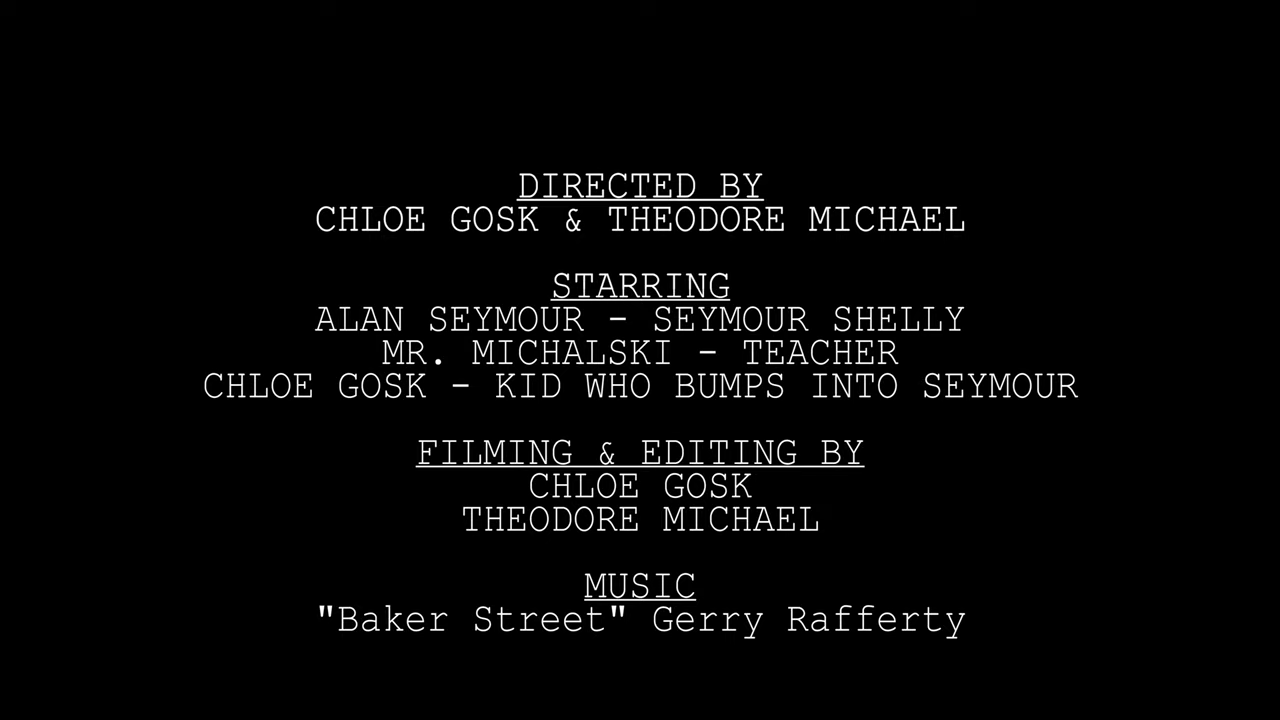 DIRECTED BY
CHLOE GOSK & THEODORE MICHAEL
STARRING
ALAN SEYMOUR - SEYMOUR SHELLY
MR. MICHALSKI - TEACHER
CHLOE GOSK - KID WHO BUMPS INTO SEYMOUR
FILMING & EDITING BY
CHLOE GOSK
THEODORE MICHAEL
MUSIC
"Baker Street" Gerry Rafferty